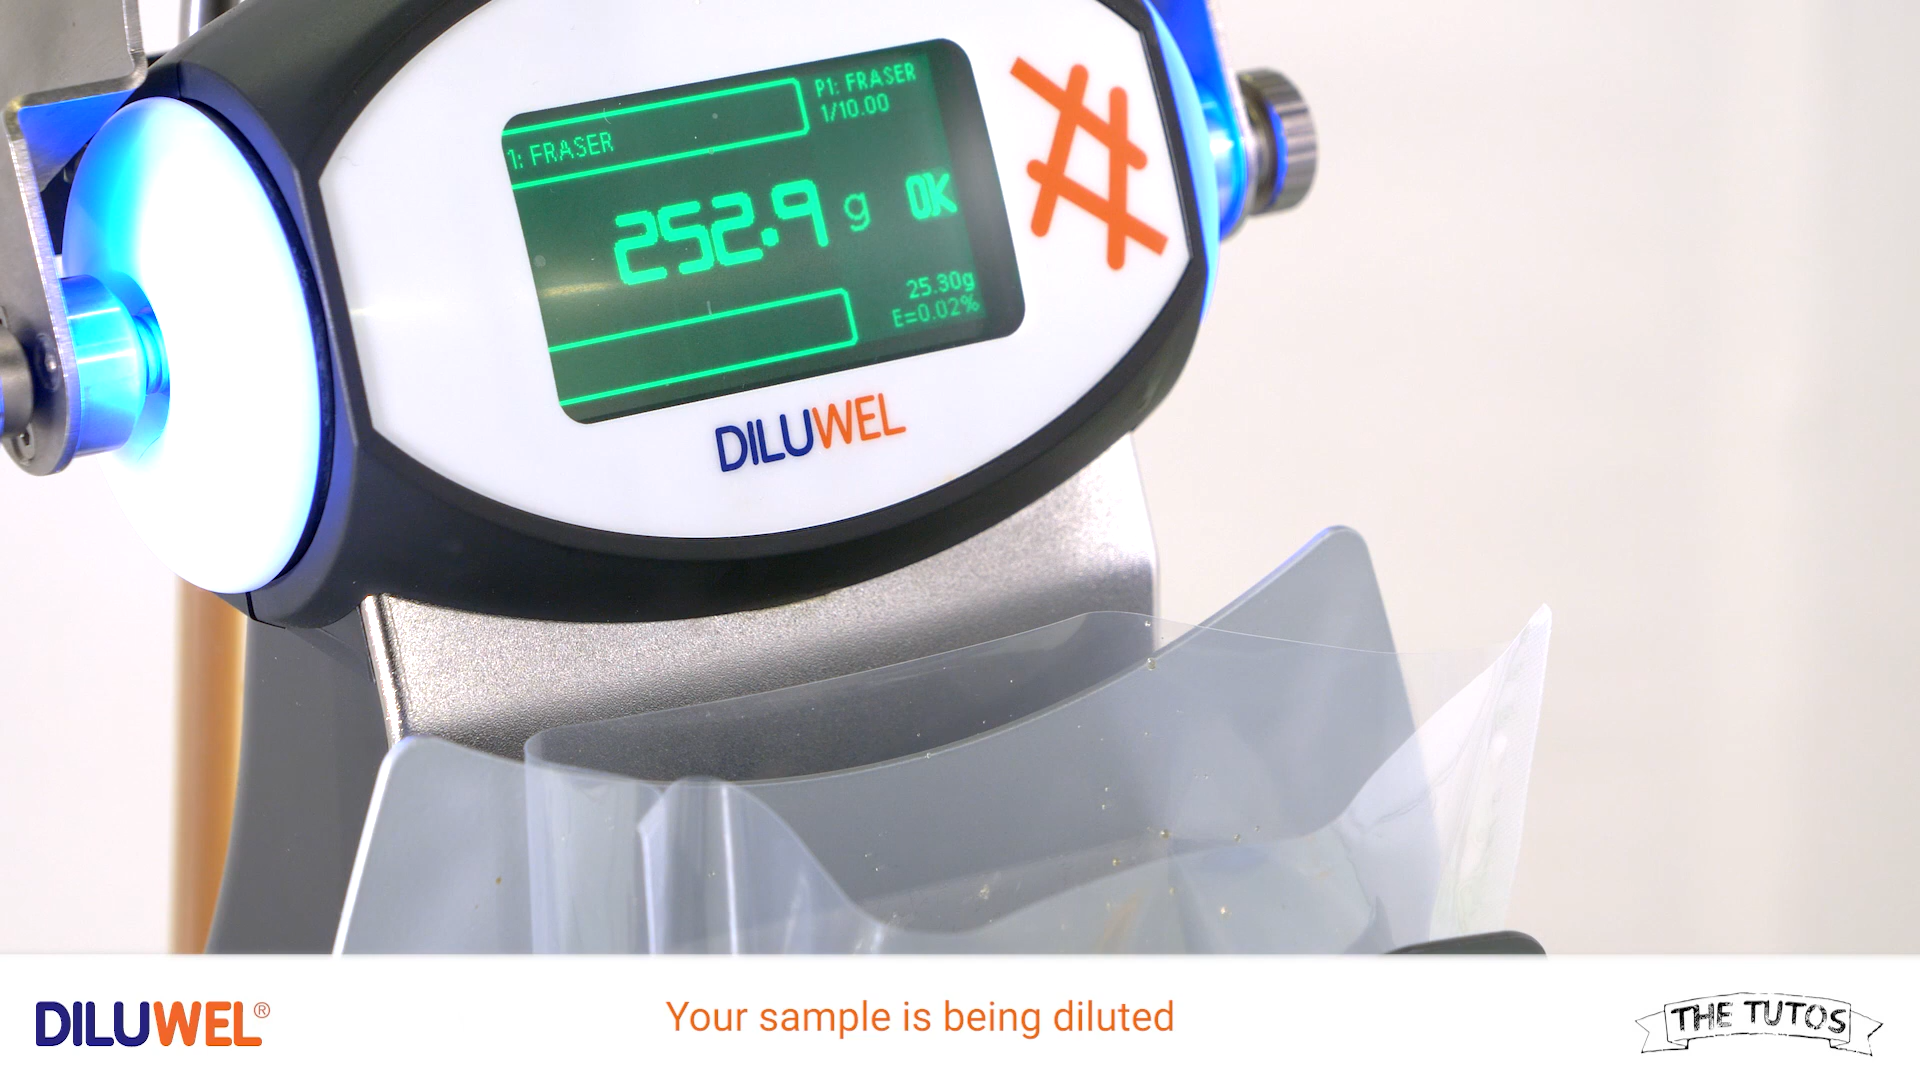 P1: FRASER
1/10.00
1: FRASER
252.9 g OK
25.30g
E=0.02%
DILUWEL
DILUWEL®
Your sample is being diluted
THE TUTOS